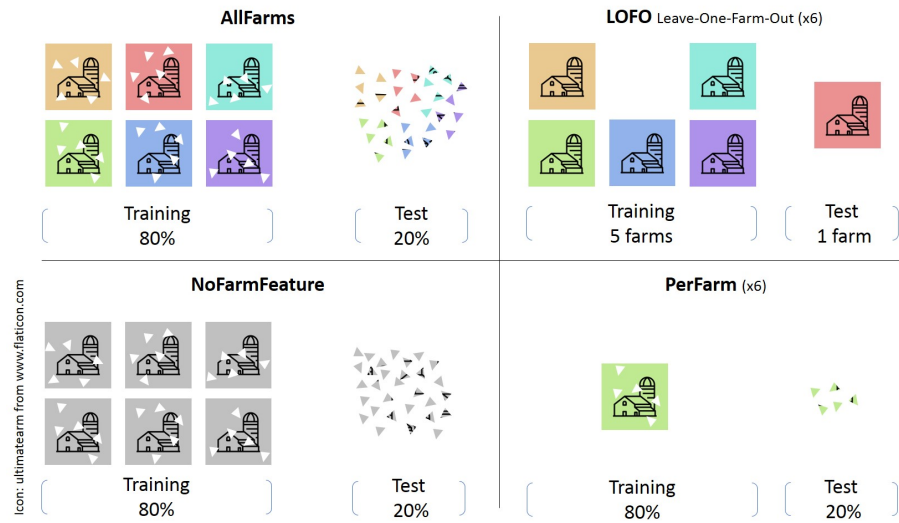 AllFarms
Training
80%
Test
20%
LOFO Leave-One-Farm-Out (x6)
Training
5 farms
Test
1 farm
NoFarmFeature
Training
80%
Test
20%
PerFarm (x6)
Training
80%
Test
20%
Icon: ultimatearm from www.flaticon.com